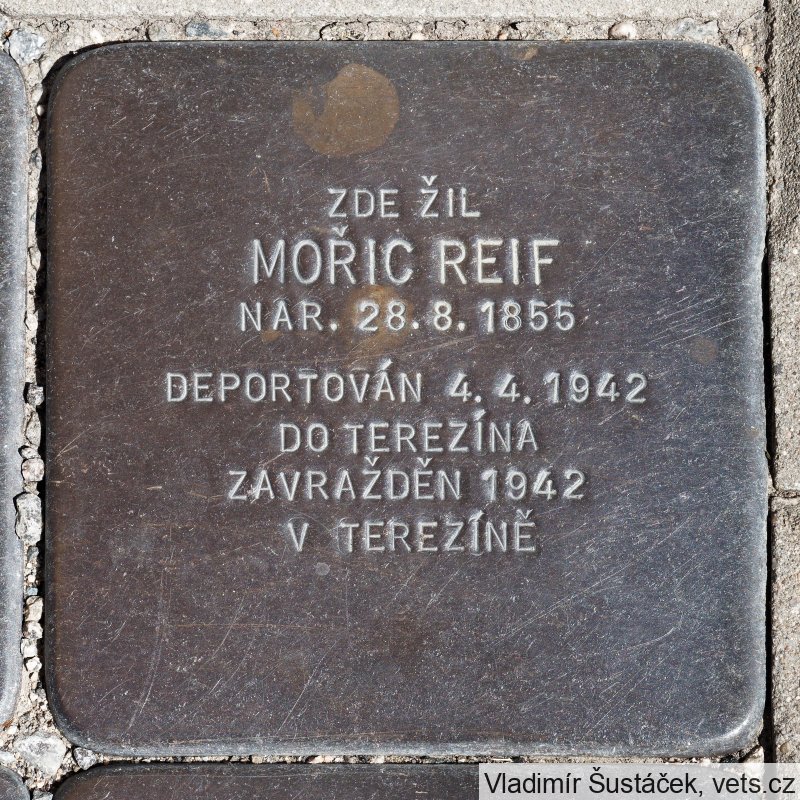 ZDE ŽIL
MOŘIC REIF
NAR. 28.8.1855
DEPORTOVÁN 4.4.1942
DO TEREZÍNA
ZAVRAŽDĚN 1942
V TEREZÍNĚ
Vladimír Šustáček, vets.cz